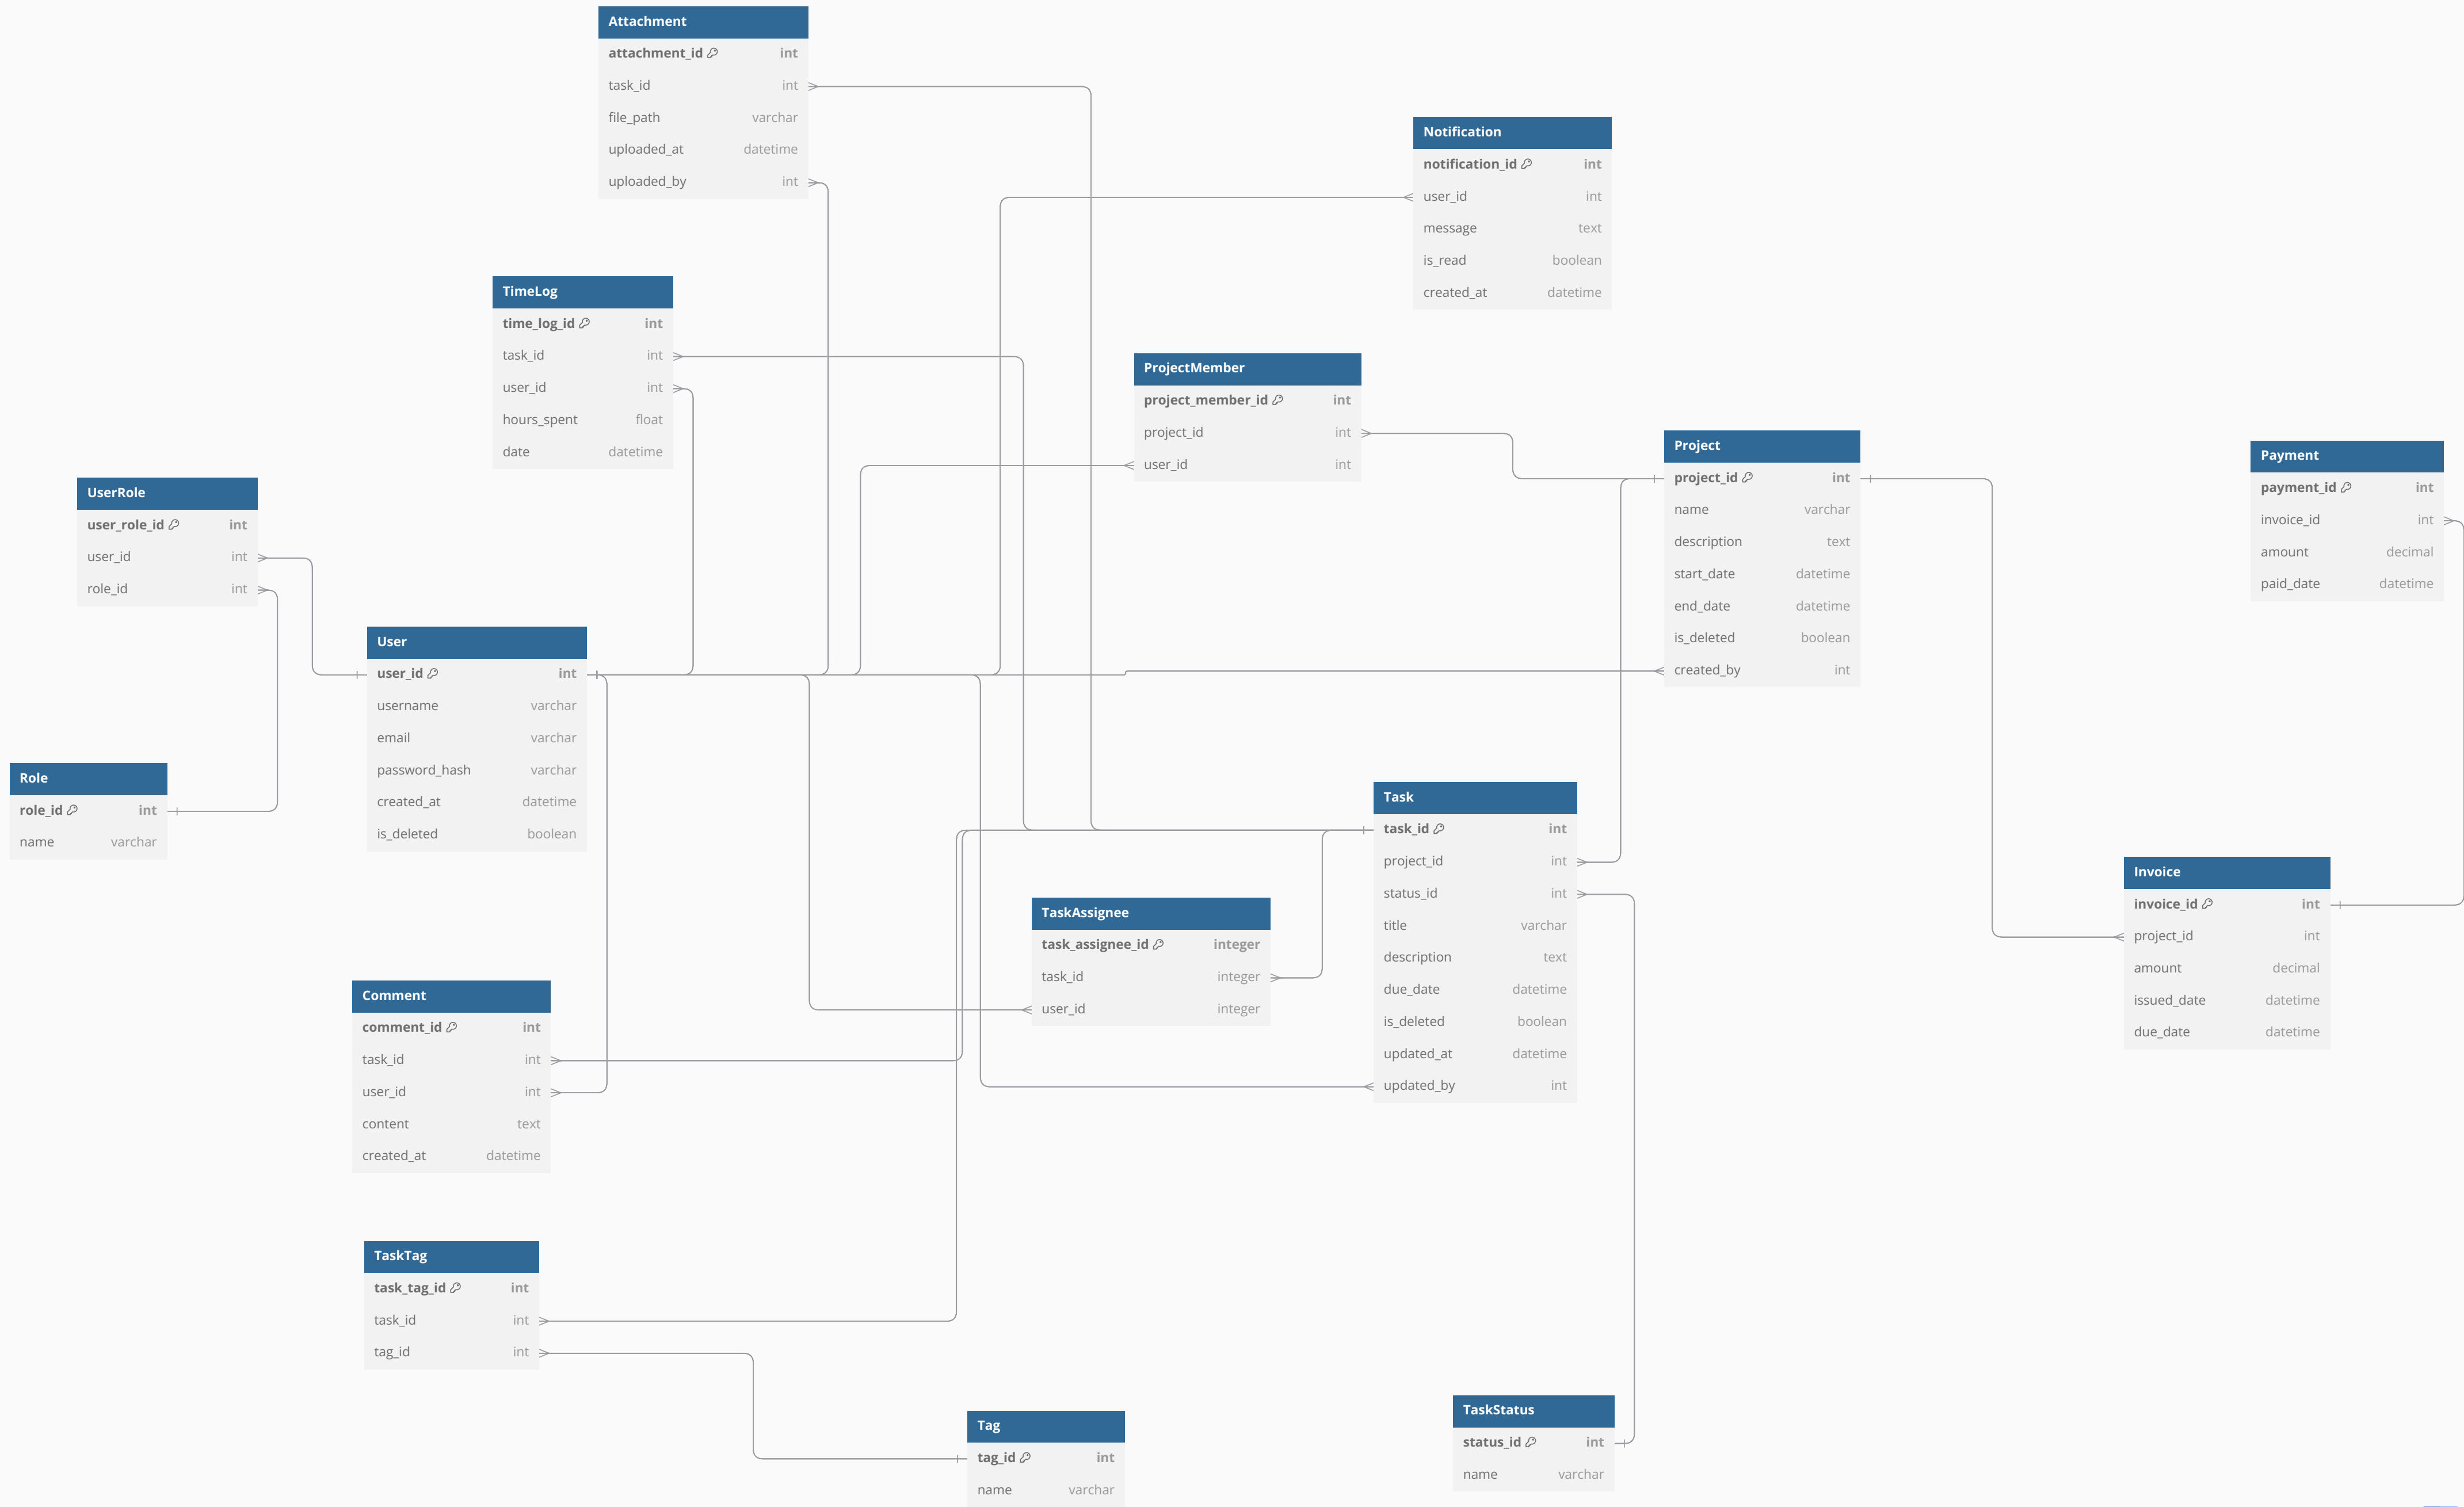 Attachment
attachment_id int
task_id int
file_path varchar
uploaded_at datetime
uploaded_by int
Notification
notification_id int
user_id int
message text
is_read boolean
created_at datetime
TimeLog
time_log_id int
task_id int
user_id int
hours_spent float
date datetime
ProjectMember
project_member_id int
project_id int
user_id int
Project
project_id int
name varchar
description text
start_date datetime
end_date datetime
is_deleted boolean
created_by int
Payment
payment_id int
invoice_id int
amount decimal
paid_date datetime
UserRole
user_role_id int
user_id int
role_id int
User
user_id int
username varchar
email varchar
password_hash varchar
created_at datetime
is_deleted boolean
Role
role_id int
name varchar
Task
task_id int
project_id int
status_id int
title varchar
description text
due_date datetime
is_deleted boolean
updated_at datetime
updated_by int
Invoice
invoice_id int
project_id int
amount decimal
issued_date datetime
due_date datetime
TaskAssignee
task_assignee_id integer
task_id integer
user_id integer
Comment
comment_id int
task_id int
user_id int
content text
created_at datetime
TaskTag
task_tag_id int
task_id int
tag_id int
Tag
tag_id int
name varchar
TaskStatus
status_id int
name varchar